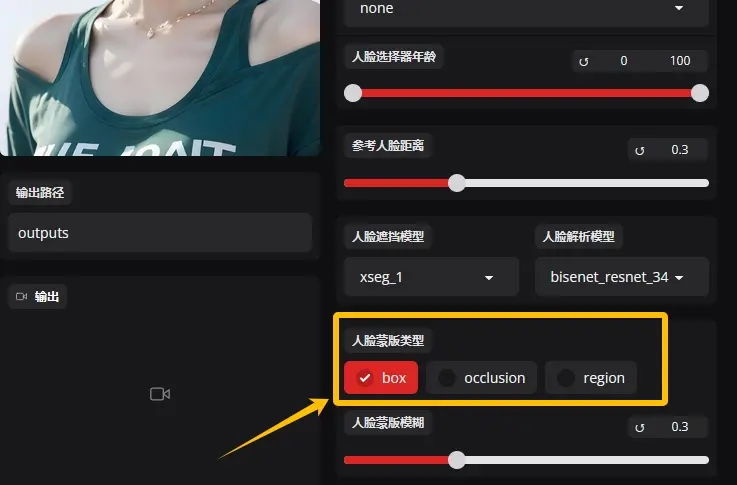 none
人脸选择器年龄
↺ 0 100
参考人脸距离
↺ 0.3
输出路径
outputs
人脸遮挡模型
xseg_1
人脸解析模型
bisenet_resnet_34
输出
人脸蒙版类型
box
occlusion
region
人脸蒙版模糊
↺ 0.3